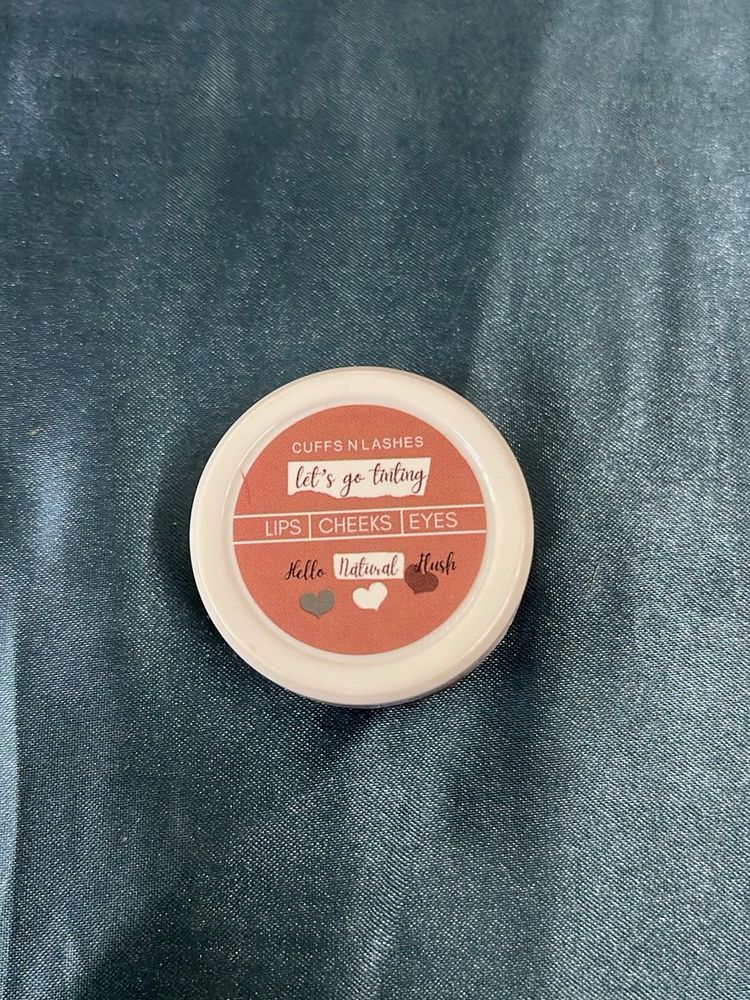 CUFFS N LASHES
let's go tinting
LIPS | CHEEKS | EYES
Hello Natural Flush